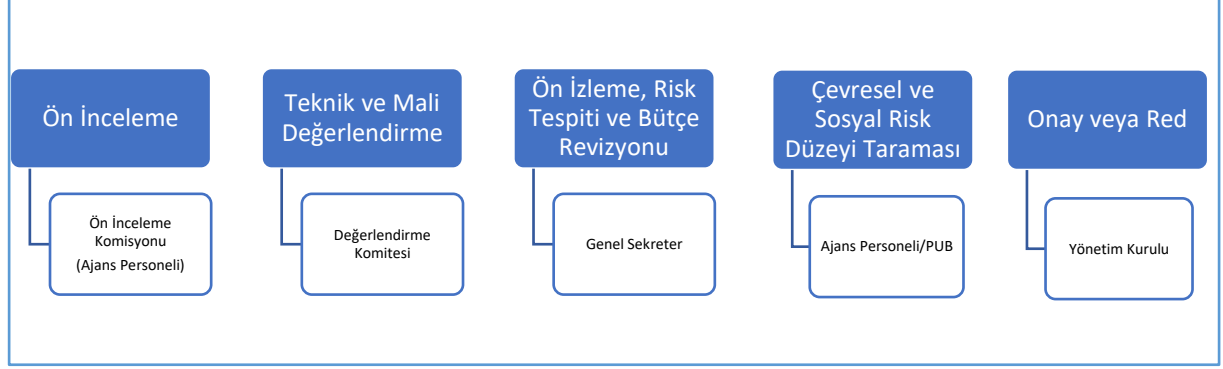 Ön İnceleme
Ön İnceleme
Komisyonu
(Ajans Personeli)
Teknik ve Mali
Değerlendirme
Değerlendirme
Komitesi
Ön İzleme, Risk
Tespiti ve Bütçe
Revizyonu
Genel Sekreter
Çevresel ve
Sosyal Risk
Düzeyi Taraması
Ajans Personeli/PUB
Onay veya Red
Yönetim Kurulu